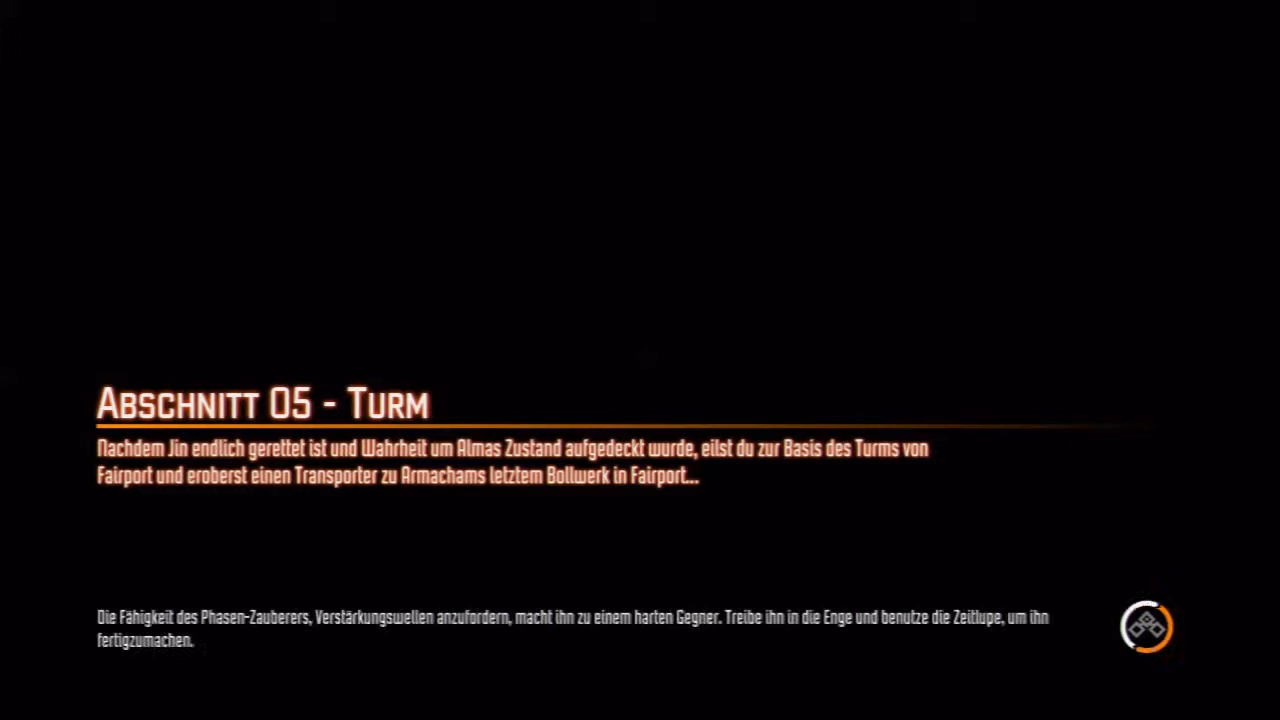 Abschnitt 05 - Turm
Nachdem Jin endlich gerettet ist und Wahrheit um Almas Zustand aufgedeckt wurde, eilst du zur Basis des Turms von
Fairport und eroberst einen Transporter zu Armachams letztem Bollwerk in Fairport...
Die Fähigkeit des Phasen-Zauberers, Verstärkungswellen anzufordern, macht ihn zu einem harten Gegner. Treibe ihn in die Enge und benutze die Zeitlupe, um ihn
fertigzumachen.